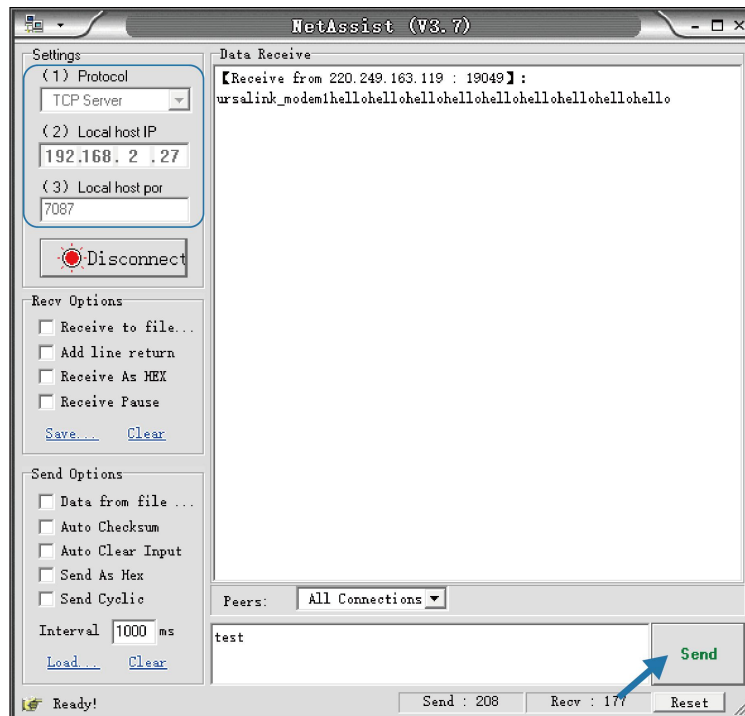 NetAssist (V3.7)
Settings
(1) Protocol
TCP Server
(2) Local host IP
192.168. 2 .27
(3) Local host por
7087
Disconnect
Recv Options
Receive to file...
Add line return
Receive As HEX
Receive Pause
Save... Clear
Send Options
Data from file ...
Auto Checksum
Auto Clear Input
Send As Hex
Send Cyclic
Interval 1000 ms
Load... Clear
Data Receive
【Receive from 220.249.163.119 : 19049】:
ursalink_modem1hellohellohellohellohellohellohellohellohello
Peers: All Connections
test
Send
Ready!
Send : 208
Recv : 177
Reset